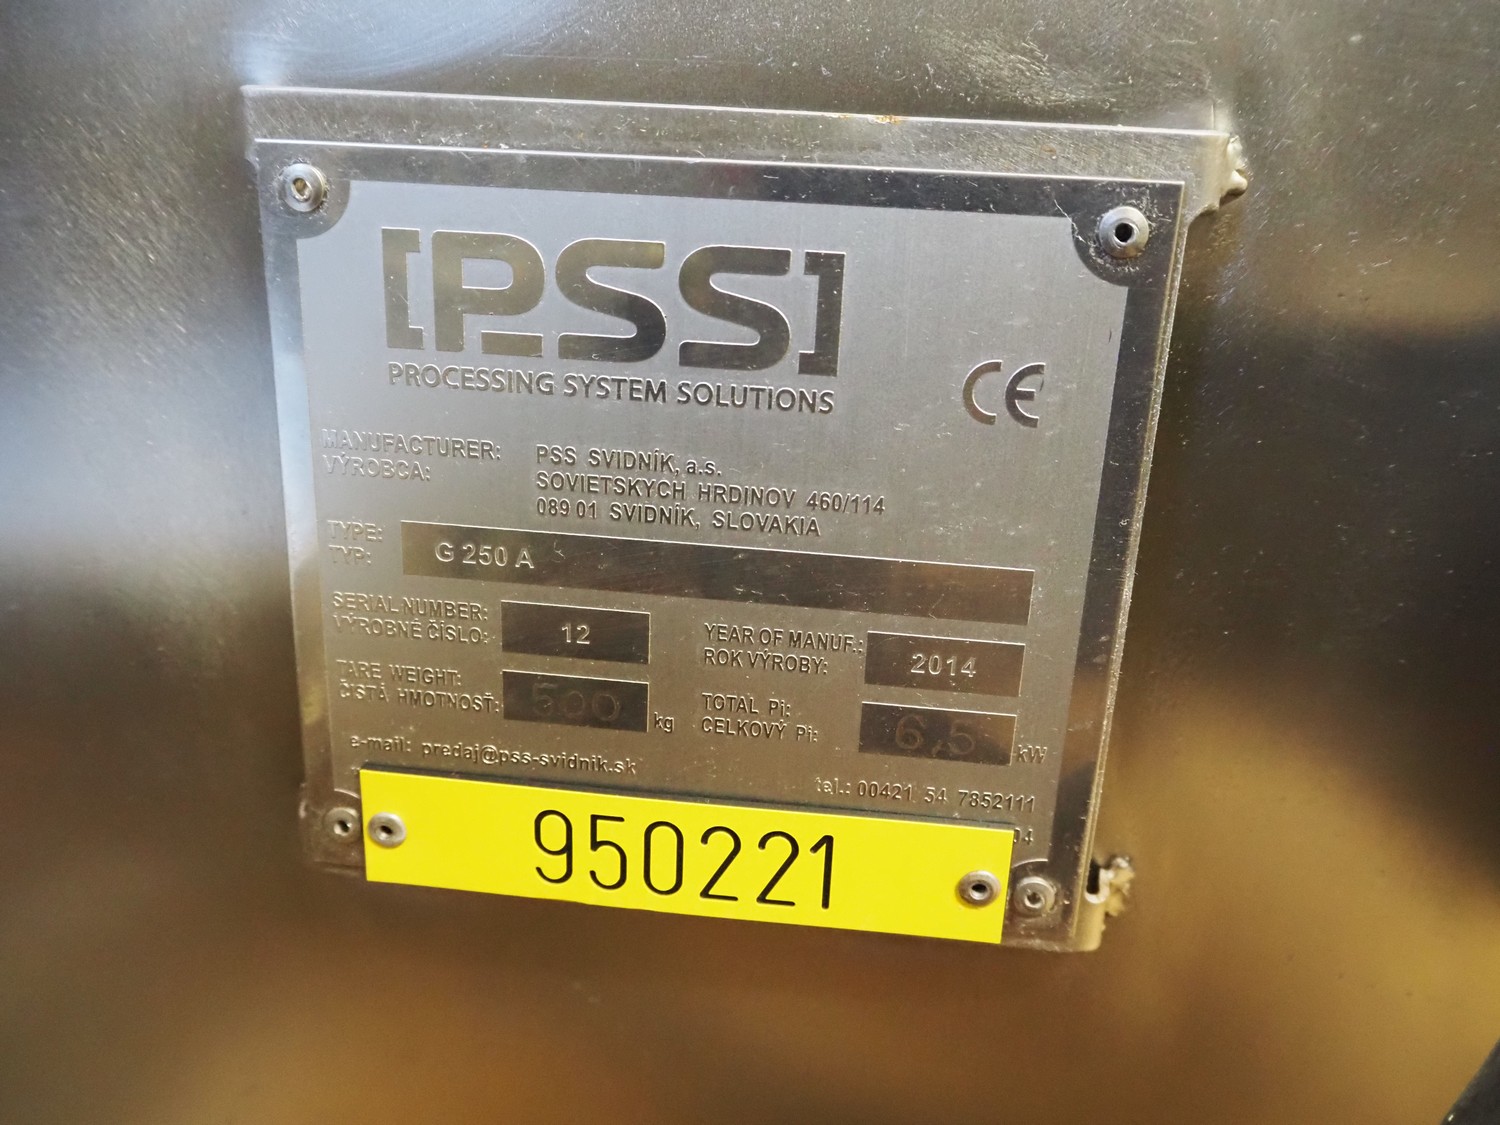 [PSS]
PROCESSING SYSTEM SOLUTIONS
CE
MANUFACTURER: PSS SVIDNÍK, a.s.
VÝROBCA: SOVIETSKYCH HRDINOV 460/114
089 01 SVIDNÍK, SLOVAKIA
TYPE:
TYP: G 250 A
SERIAL NUMBER: 12 YEAR OF MANUF.: 2014
VÝROBNÉ ČÍSLO: ROK VÝROBY:
TARE WEIGHT: 500 kg TOTAL Pi: 6,5 kW
ČISTÁ HMOTNOSŤ: CELKOVÝ Pi:
e-mail: predaj@pss-svidnik.sk tel.: 00421 54 7852111
04
950221